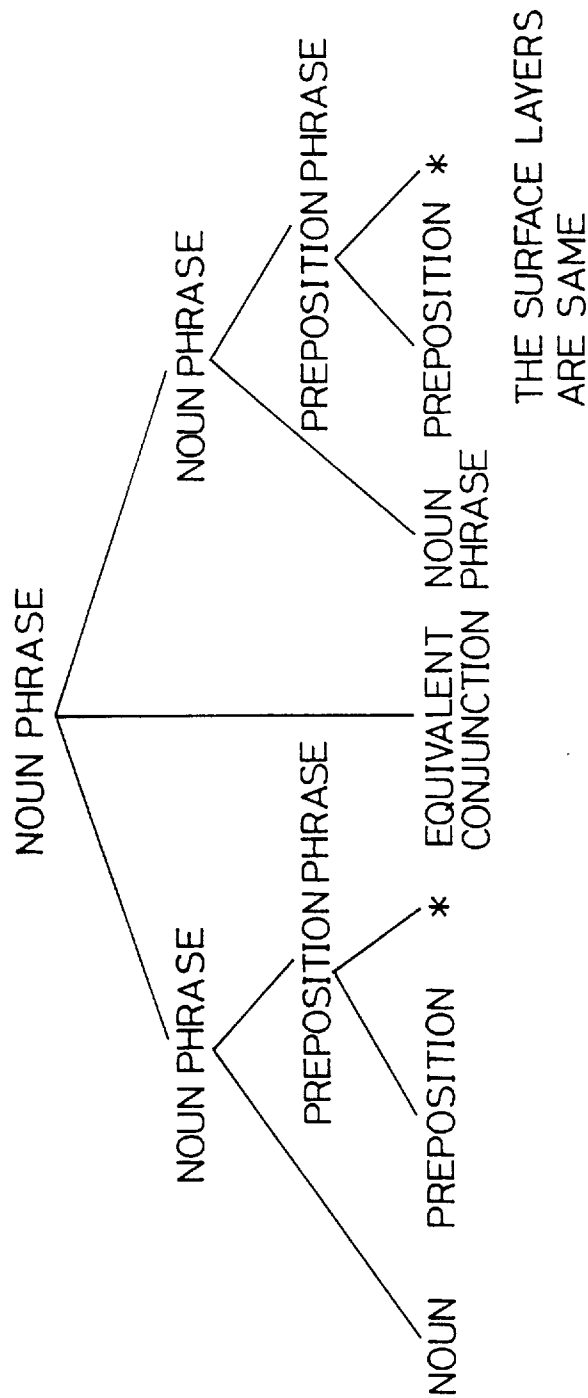 NOUN PHRASE
NOUN PHRASE
NOUN PHRASE
PREPOSITION PHRASE
PREPOSITION PHRASE
NOUN
PREPOSITION
*
EQUIVALENT
CONJUNCTION
NOUN
PHRASE
PREPOSITION
*
THE SURFACE LAYERS
ARE SAME